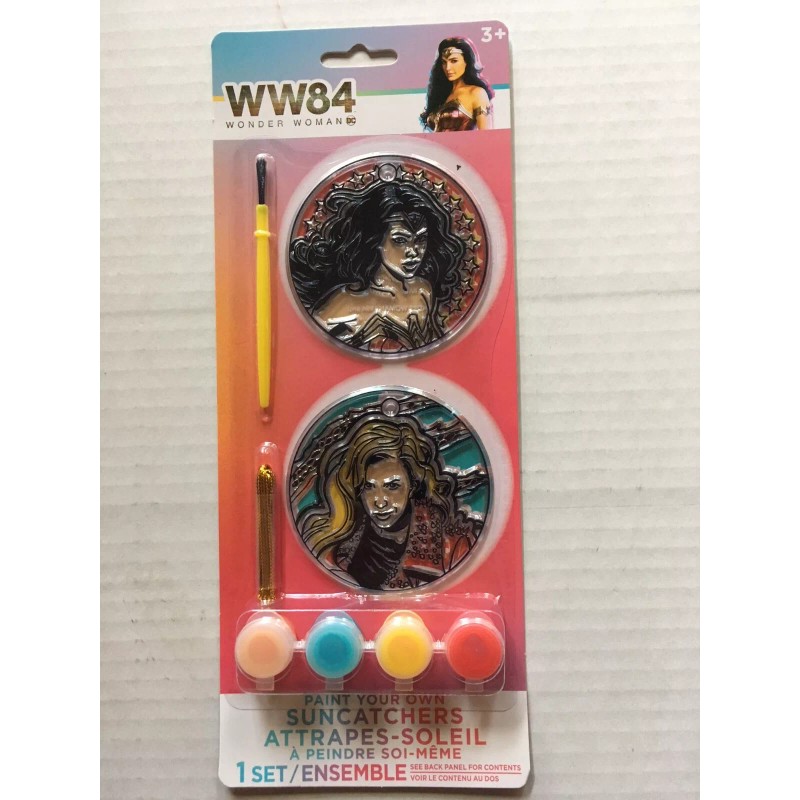 3+
WW84
WONDER WOMAN DC
PAINT YOUR OWN
SUNCATCHERS
ATTRAPES-SOLEIL
À PEINDRE SOI-MÊME
1 SET/ENSEMBLE SEE BACK PANEL FOR CONTENTS
VOIR LE CONTENU AU DOS